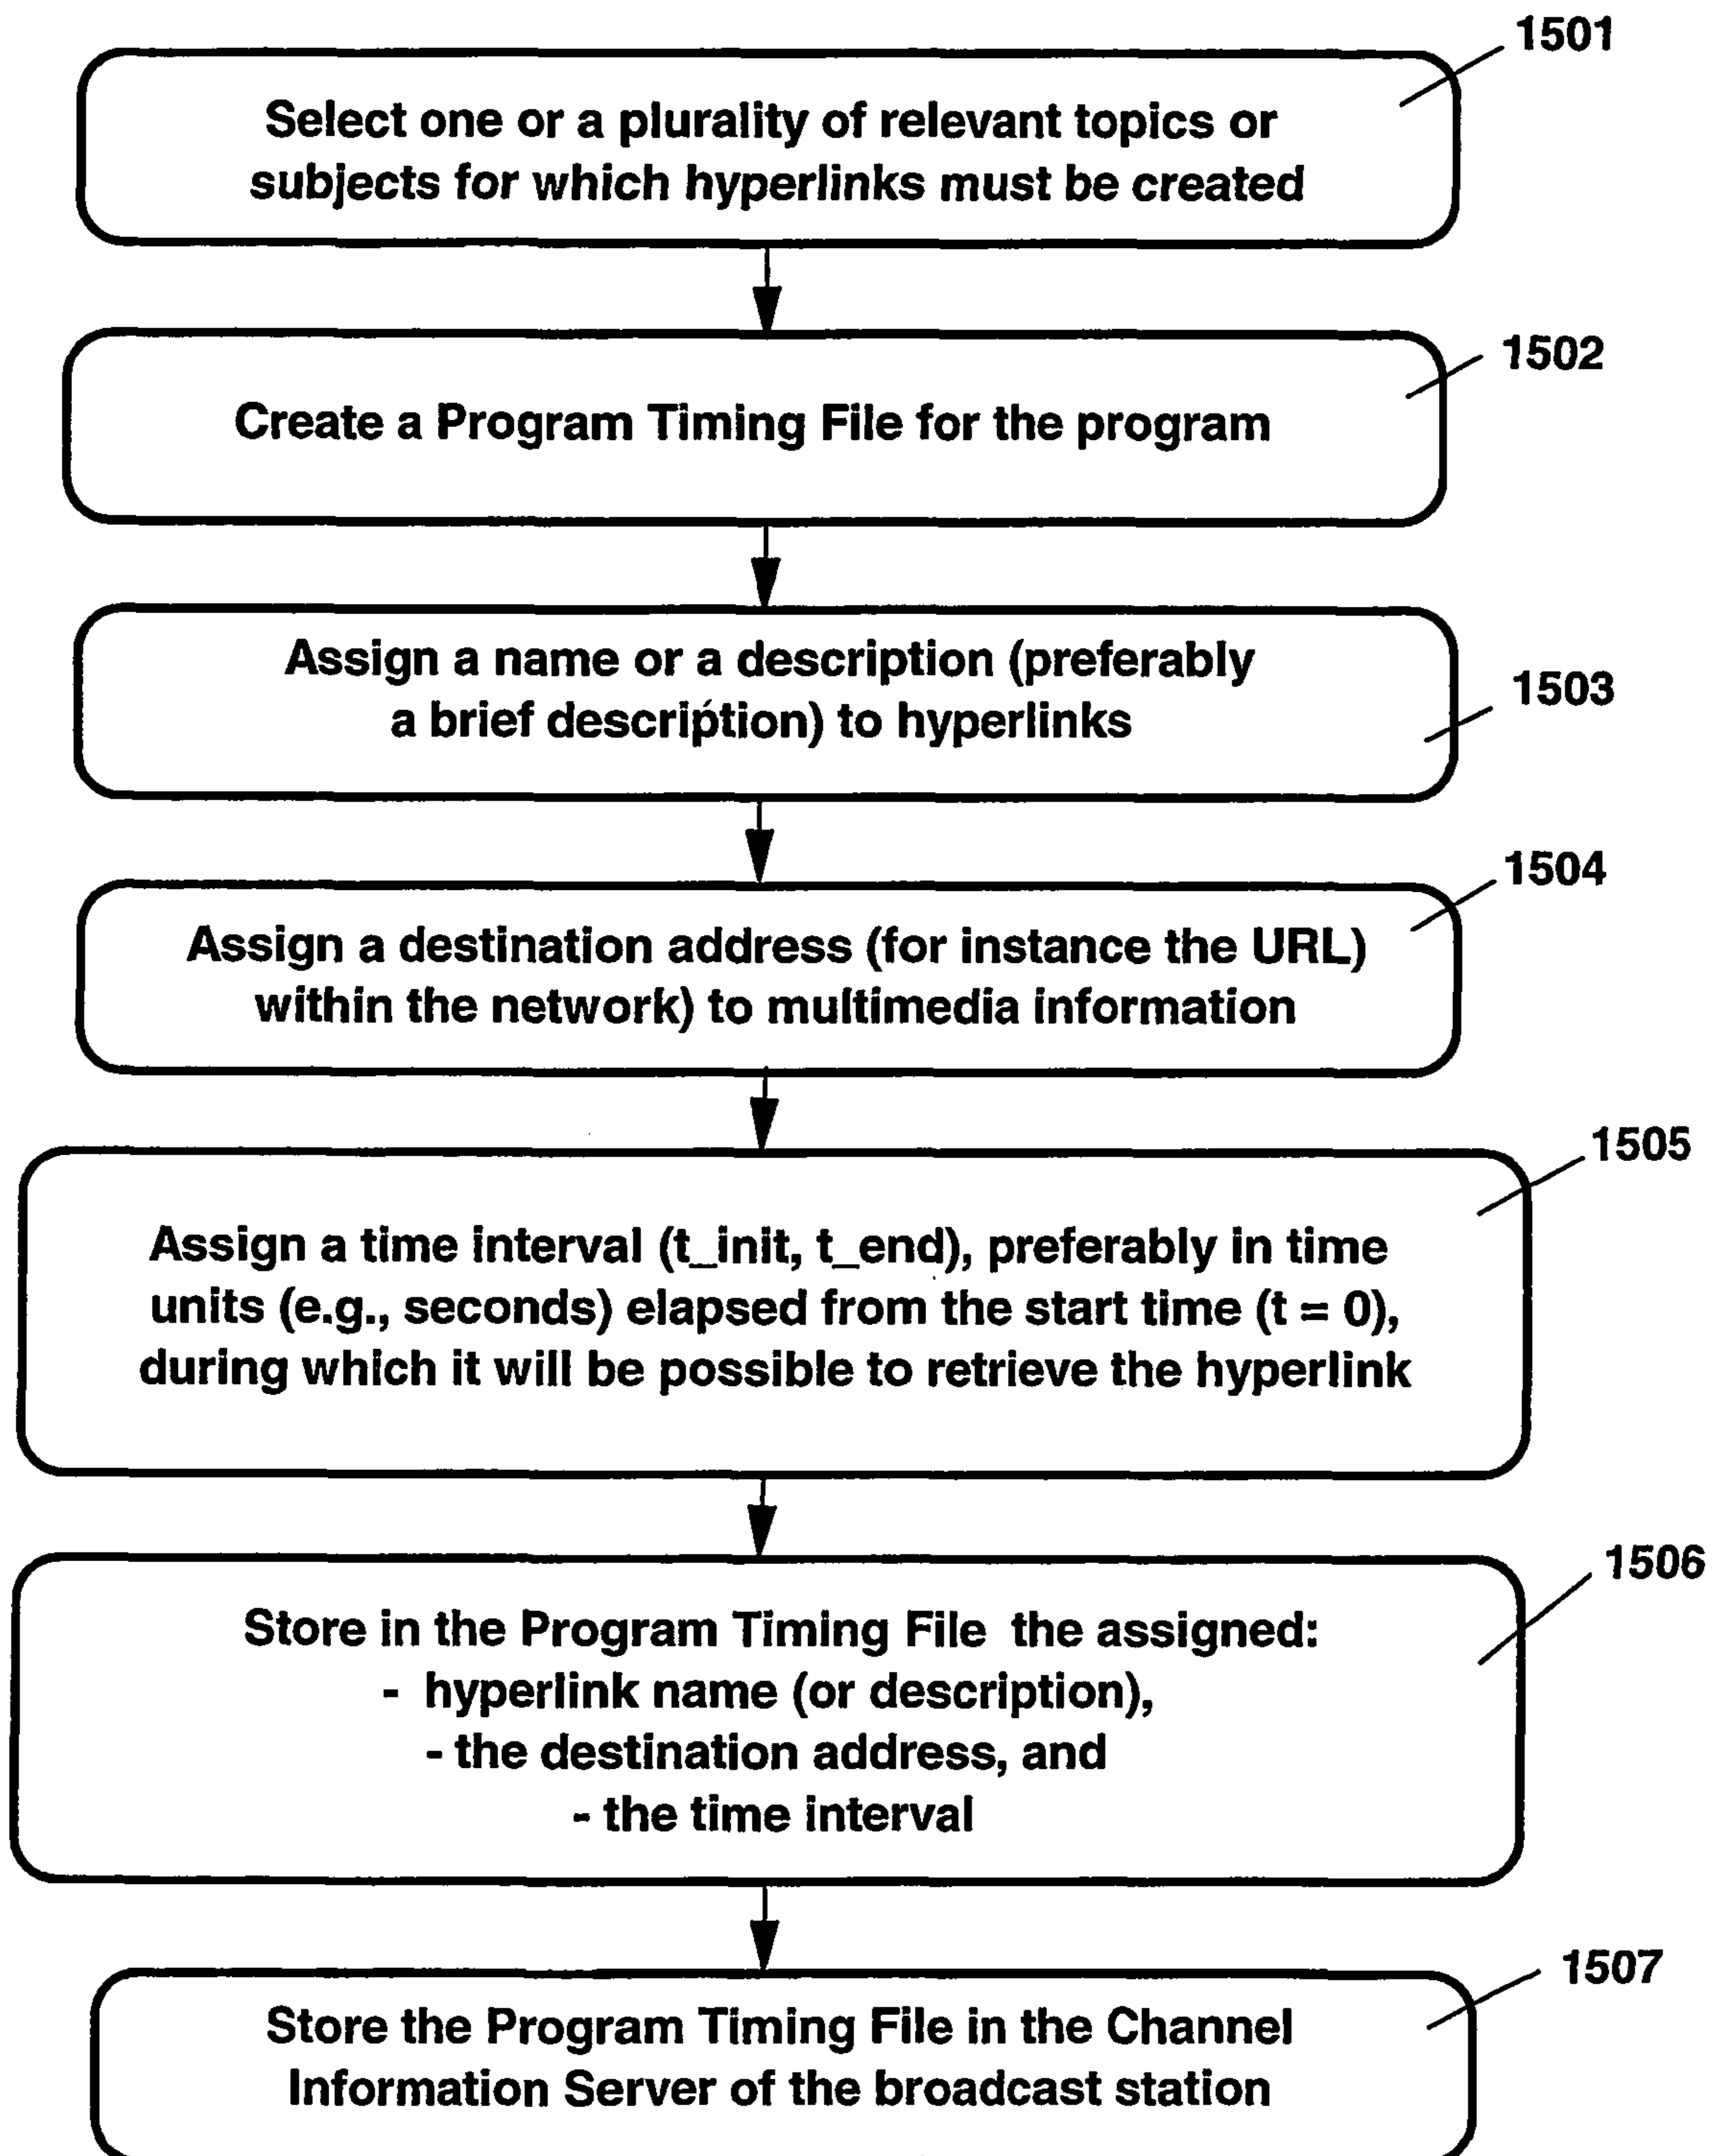 1501
Select one or a plurality of relevant topics or
subjects for which hyperlinks must be created
1502
Create a Program Timing File for the program
Assign a name or a description (preferably
1503
a brief description) to hyperlinks
1504
Assign a destination address (for instance the URL)
within the network) to multimedia information
1505
Assign a time interval (t_init, t_end), preferably in time
units (e.g., seconds) elapsed from the start time (t = 0),
during which it will be possible to retrieve the hyperlink
1506
Store in the Program Timing File the assigned:
- hyperlink name (or description),
- the destination address, and
- the time interval
1507
Store the Program Timing File in the Channel
Information Server of the broadcast station